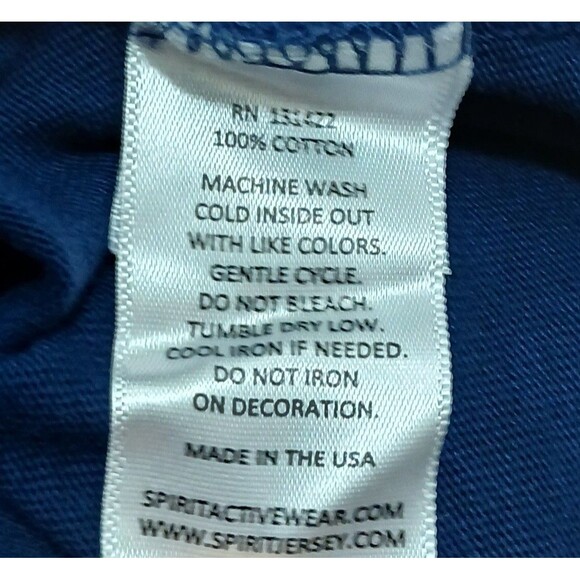 RN 131422
100% COTTON
MACHINE WASH
COLD INSIDE OUT
WITH LIKE COLORS.
GENTLE CYCLE.
DO NOT BLEACH.
TUMBLE DRY LOW.
COOL IRON IF NEEDED.
DO NOT IRON
ON DECORATION.
MADE IN THE USA
SPIRITACTIVEWEAR.COM
WWW.SPIRITJERSEY.COM